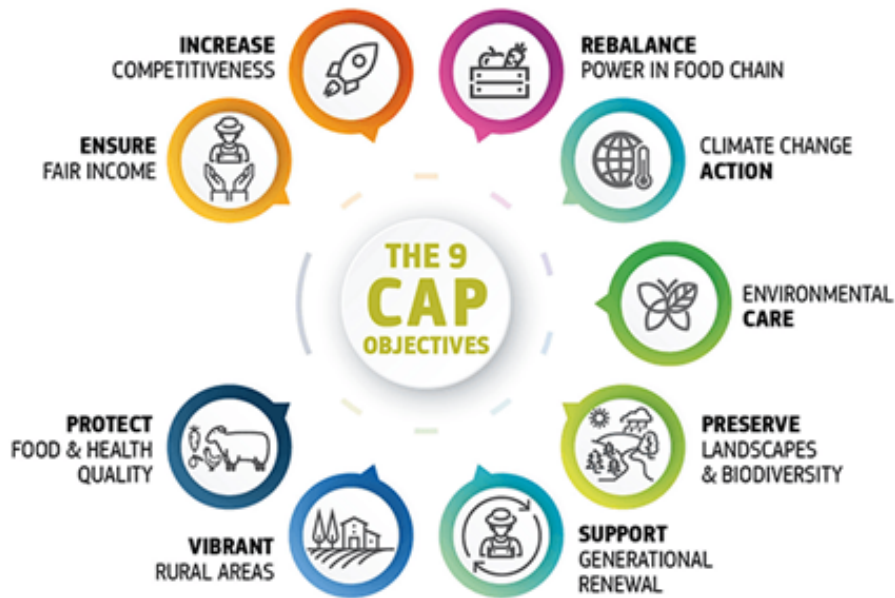 INCREASE
COMPETITIVENESS
REBALANCE
POWER IN FOOD CHAIN
ENSURE
FAIR INCOME
CLIMATE CHANGE
ACTION
THE 9
CAP
OBJECTIVES
ENVIRONMENTAL
CARE
PROTECT
FOOD & HEALTH
QUALITY
PRESERVE
LANDSCAPES
& BIODIVERSITY
VIBRANT
RURAL AREAS
SUPPORT
GENERATIONAL
RENEWAL